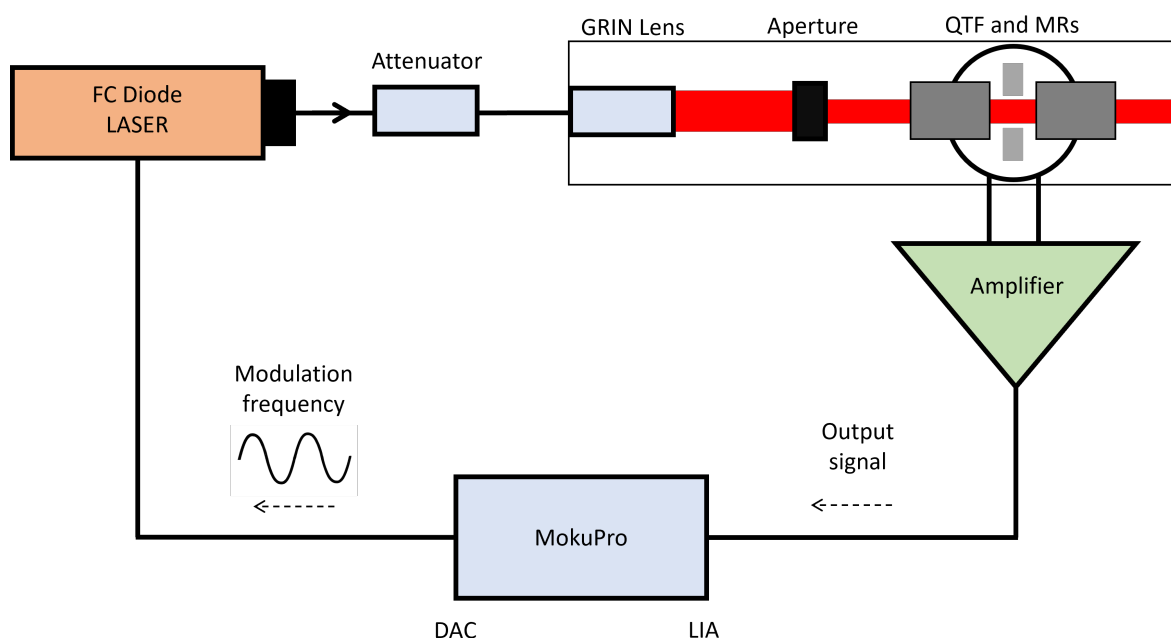 GRIN Lens
Aperture
QTF and MRs
Attenuator
FC Diode
LASER
Amplifier
Modulation
frequency
Output
signal
MokuPro
DAC
LIA